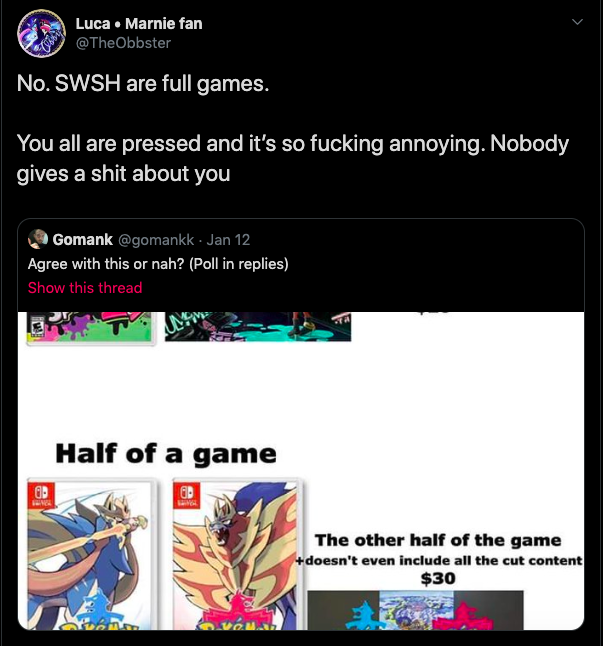 Luca • Marnie fan
@TheObbster
No. SWSH are full games.
You all are pressed and it's so fucking annoying. Nobody
gives a shit about you
Gomank @gomankk · Jan 12
Agree with this or nah? (Poll in replies)
Show this thread
Half of a game
The other half of the game
+doesn't even include all the cut content
$30